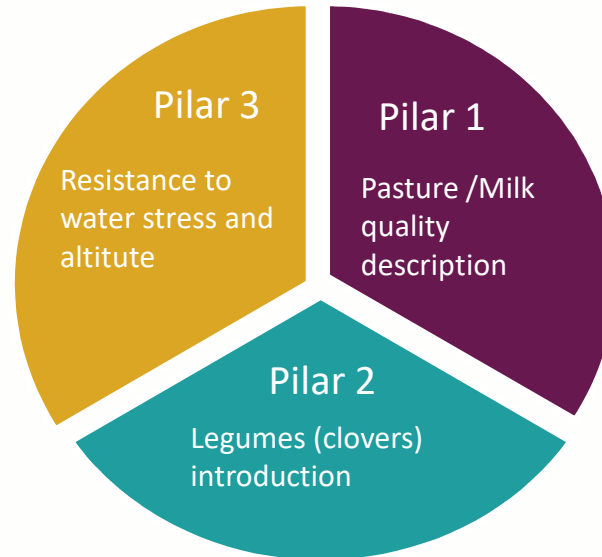 Pilar 3
Resistance to
water stress and
altitute
Pilar 1
Pasture /Milk
quality
description
Pilar 2
Legumes (clovers)
introduction